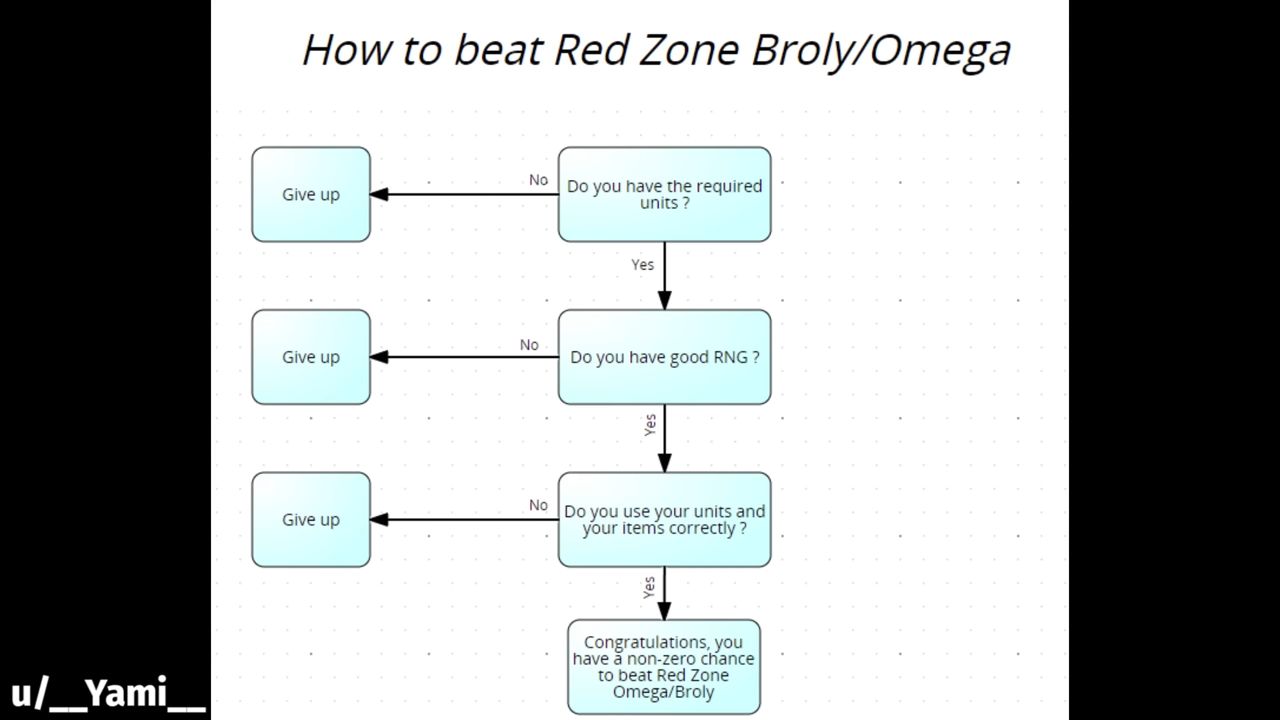 How to beat Red Zone Broly/Omega
Give up
No
Do you have the required
units ?
Yes
Give up
No
Do you have good RNG ?
Yes
Give up
No
Do you use your units and
your items correctly ?
Yes
Congratulations, you
have a non-zero chance
to beat Red Zone
Omega/Broly
u/__Yami__